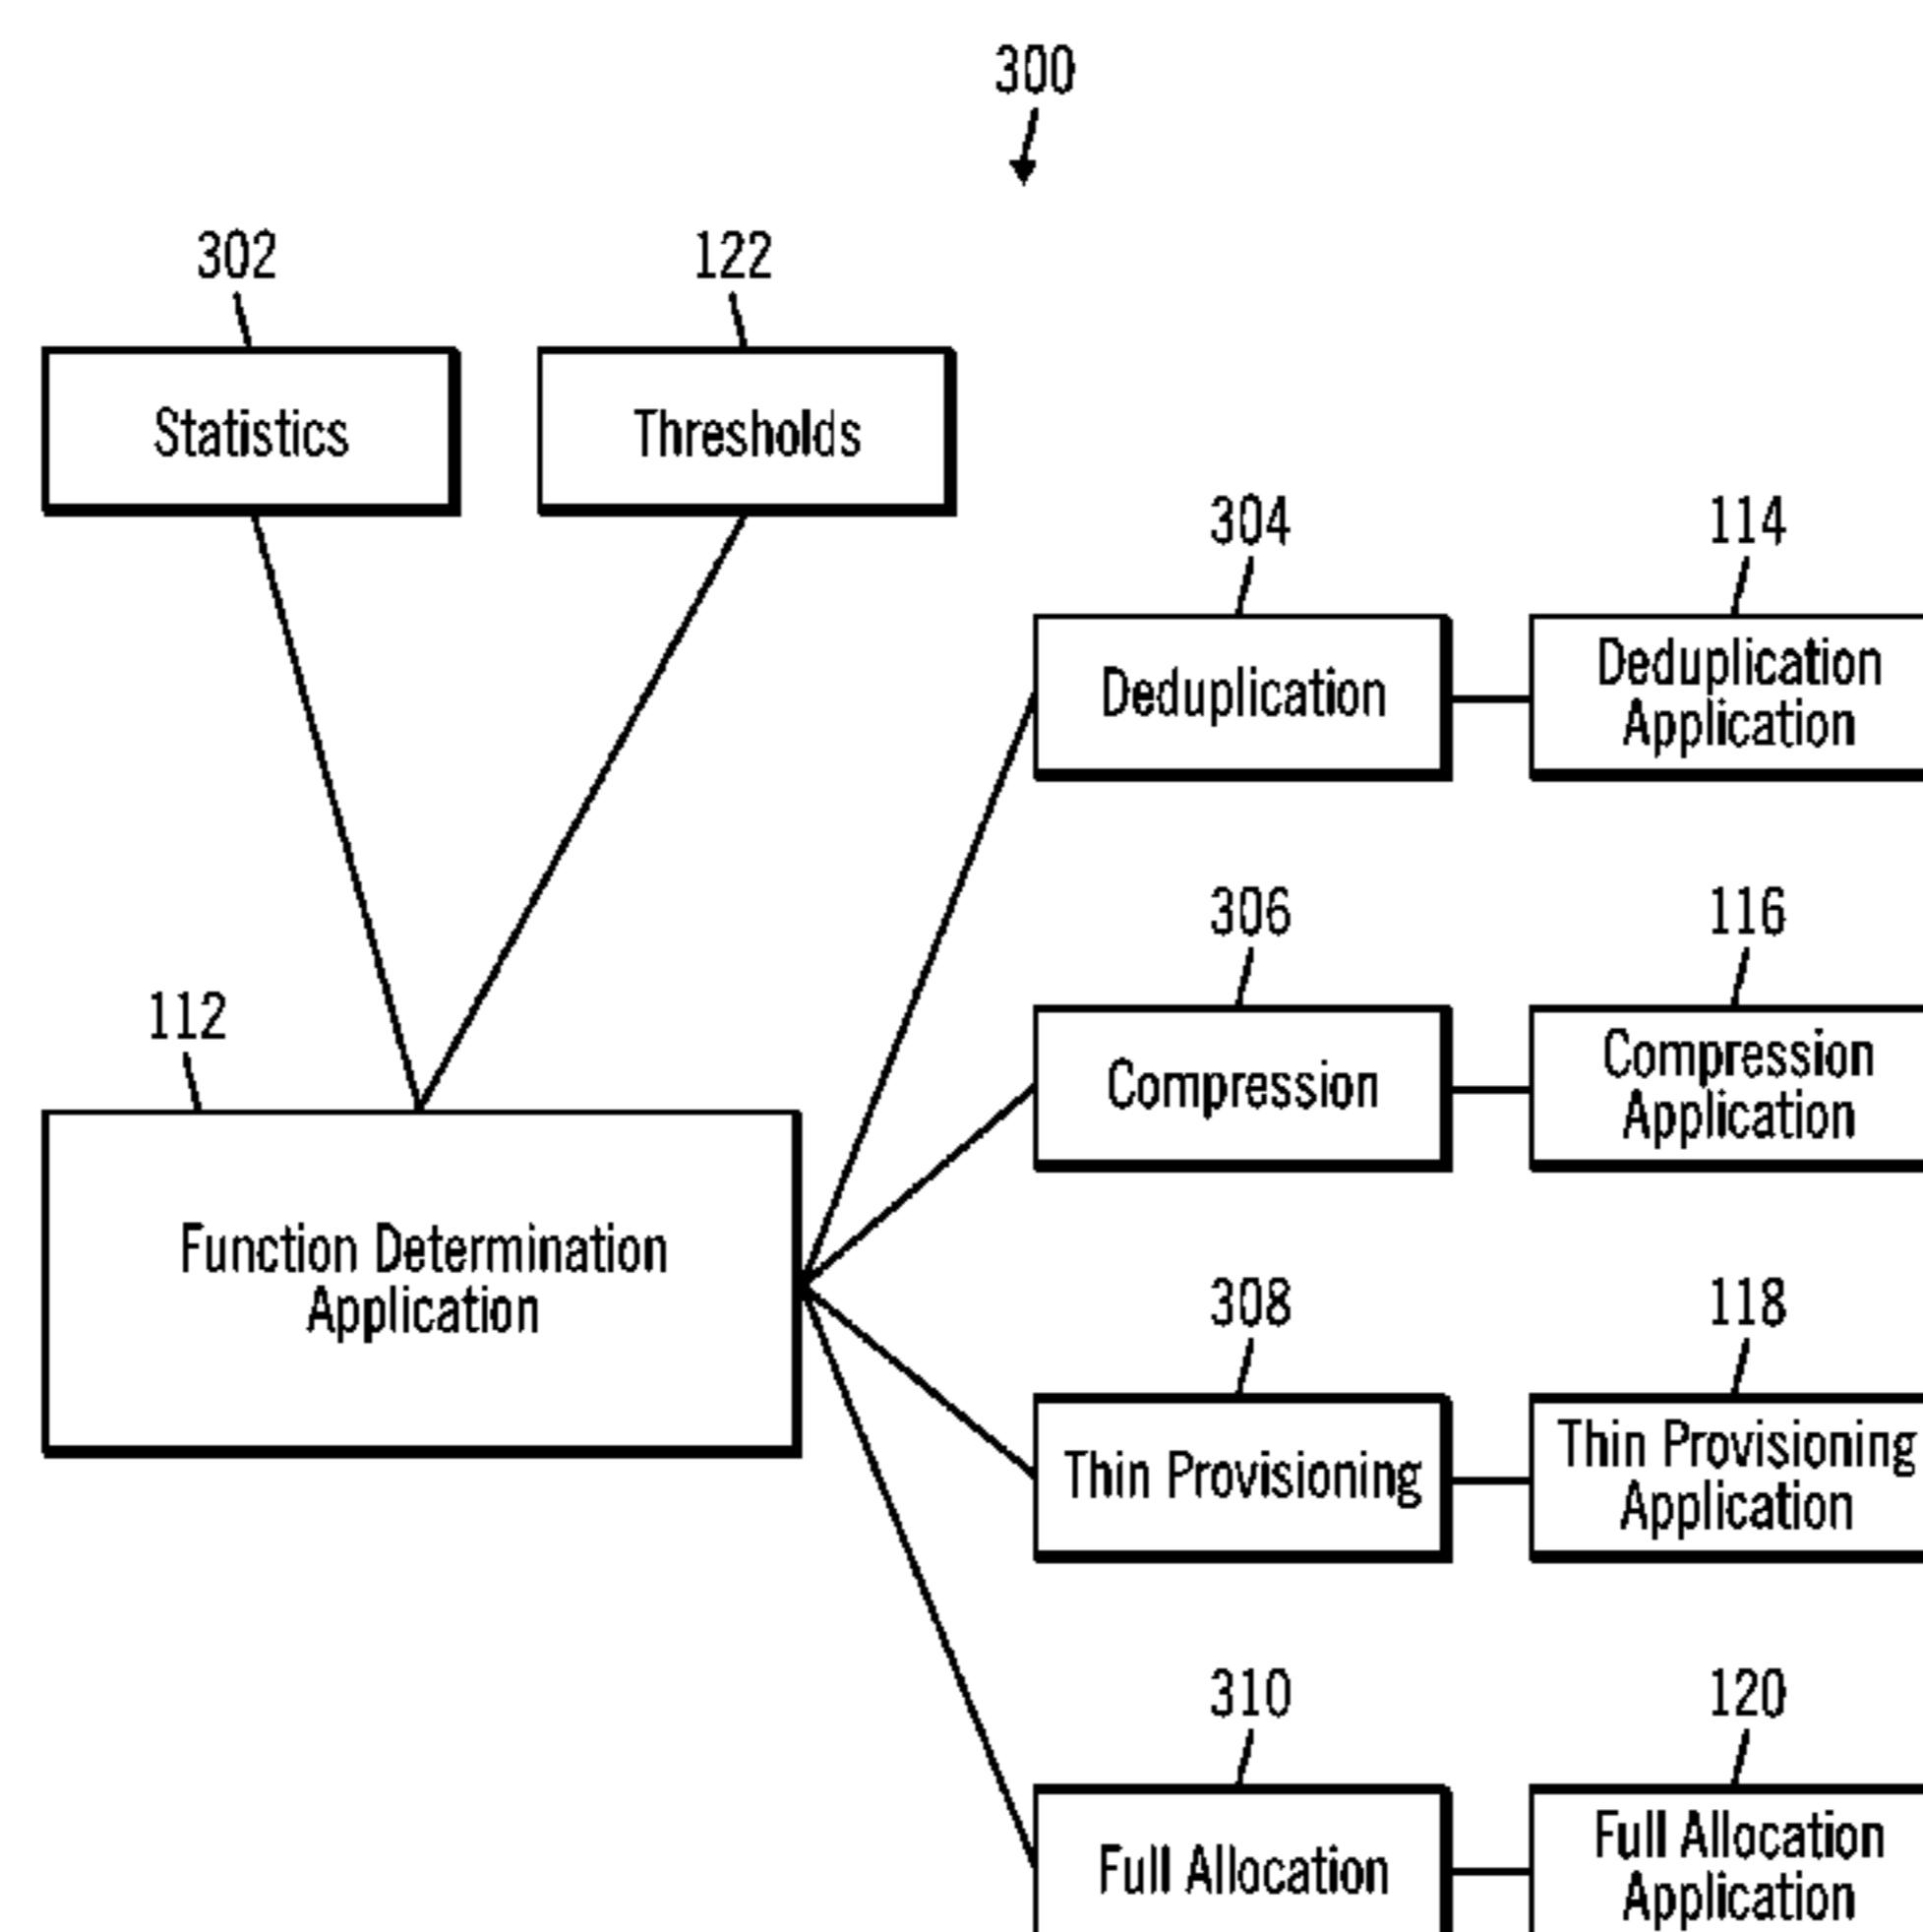 300
302
122
Statistics
Thresholds
304
114
Deduplication
Deduplication
Application
306
116
Compression
Compression
Application
112
Function Determination
Application
308
118
Thin Provisioning
Thin Provisioning
Application
310
120
Full Allocation
Full Allocation
Application